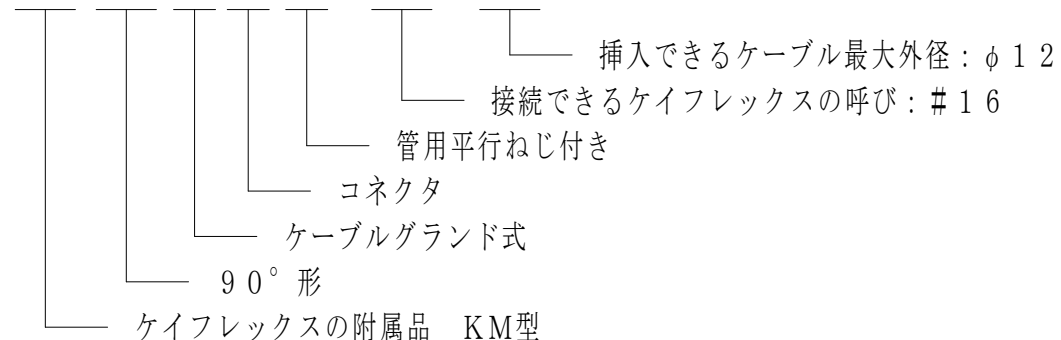 挿入できるケーブル最大外径：φ１２
接続できるケイフレックスの呼び：＃１６
管用平行ねじ付き
コネクタ
ケーブルグランド式
９０°形
ケイフレックスの附属品　ＫＭ型